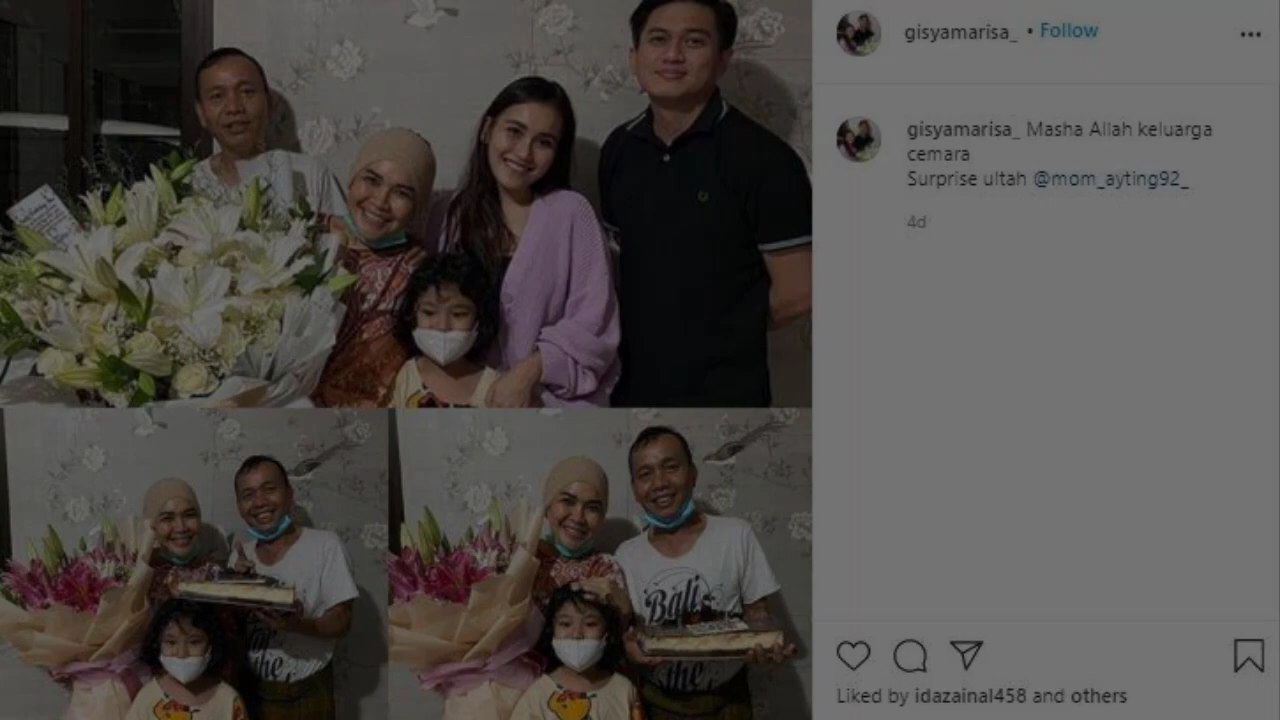 gisyamarisa_ • Follow
gisyamarisa_ Masha Allah keluarga
cemara
Surprise ultah @mom_ayting92_
4d
Bali
the
the
Liked by idazainal458 and others